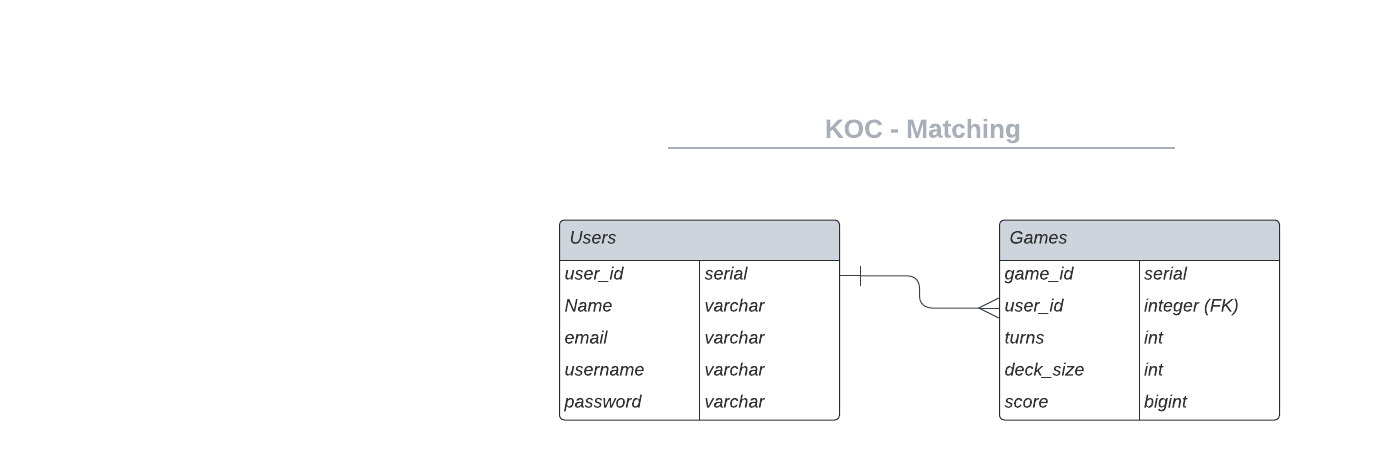 KOC - Matching
Users
user_id serial
Name varchar
email varchar
username varchar
password varchar
Games
game_id serial
user_id integer (FK)
turns int
deck_size int
score bigint